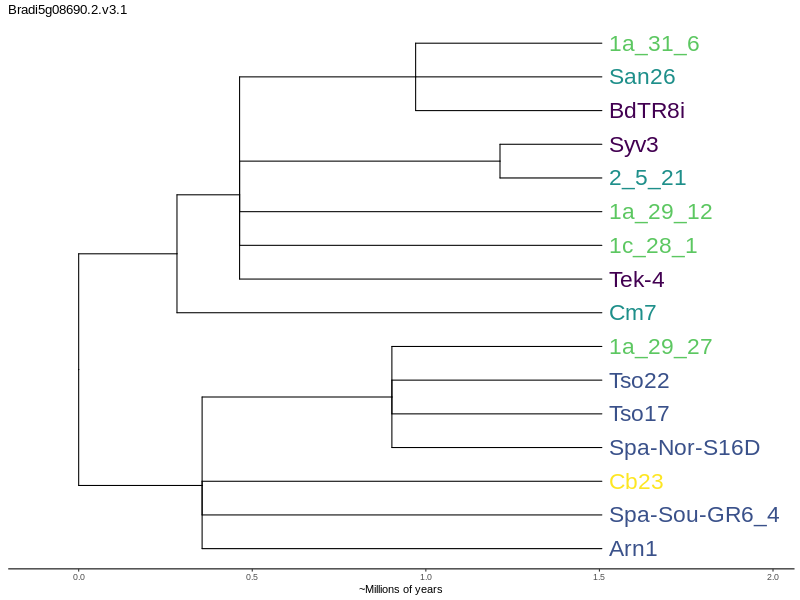 Bradi5g08690.2.v3.1
1a_31_6
San26
BdTR8i
Syv3
2_5_21
1a_29_12
1c_28_1
Tek-4
Cm7
1a_29_27
Tso22
Tso17
Spa-Nor-S16D
Cb23
Spa-Sou-GR6_4
Arn1
0.0 0.5 1.0 1.5 2.0
~Millions of years